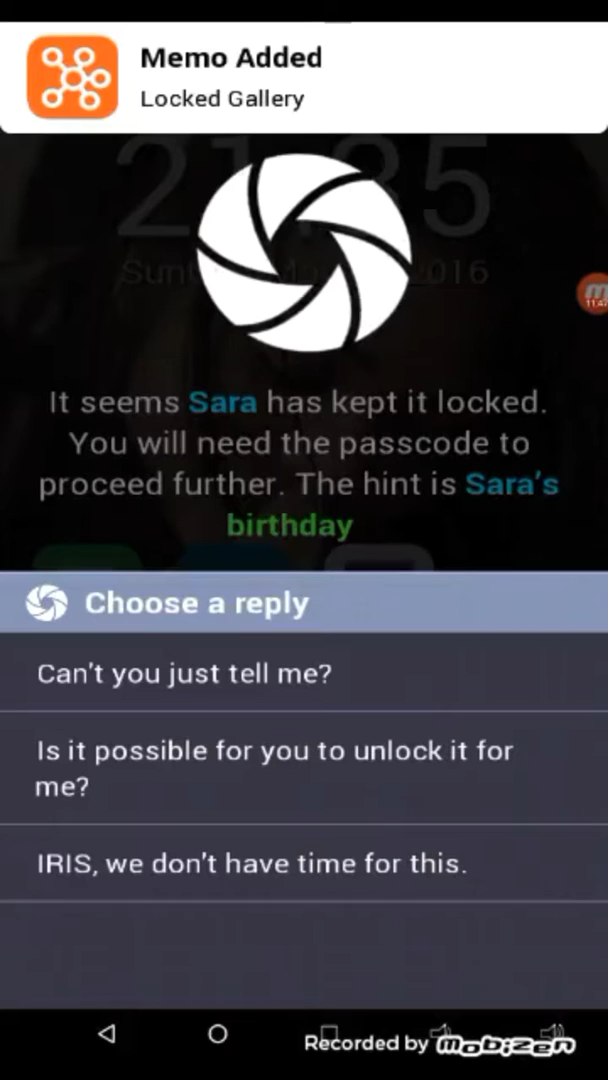 Memo Added
Locked Gallery
2016
It seems Sara has kept it locked.
You will need the passcode to
proceed further. The hint is Sara's
birthday
Choose a reply
Can't you just tell me?
Is it possible for you to unlock it for
me?
IRIS, we don't have time for this.
Recorded by mobizen